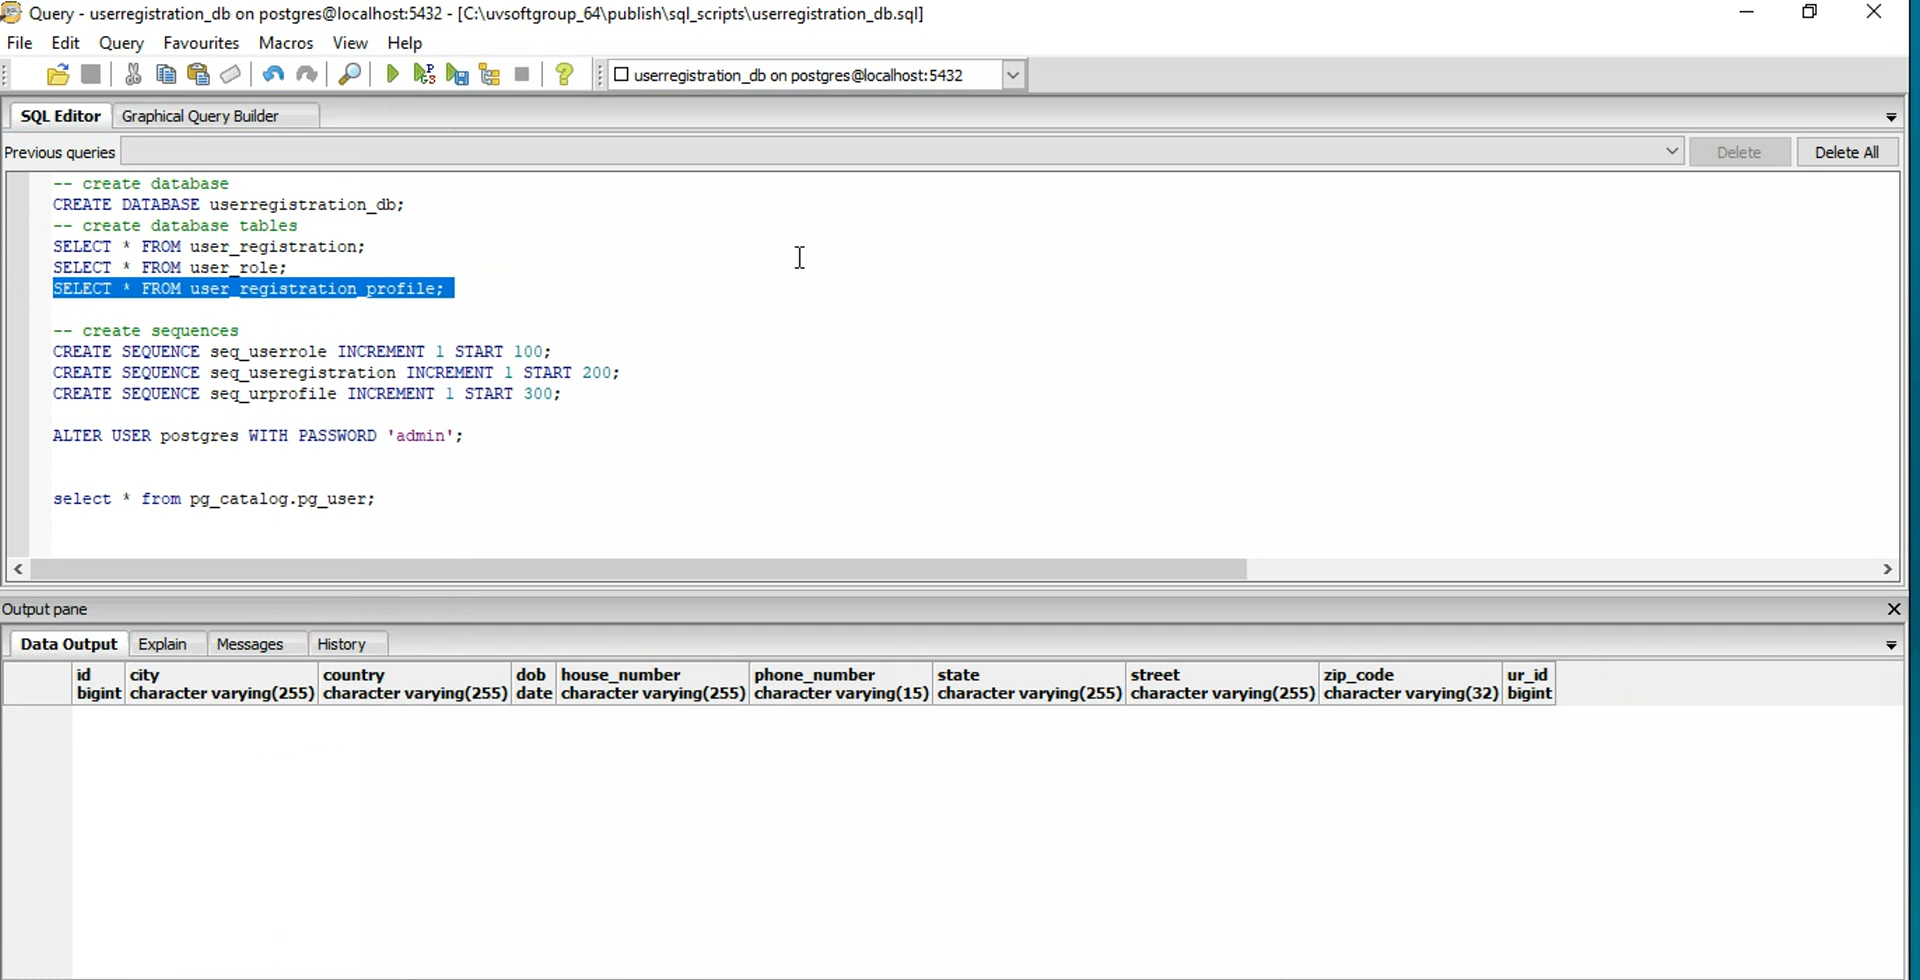 Query - userregistration_db on postgres@localhost:5432 - [C:\uvsoftgroup_64\publish\sql_scripts\userregistration_db.sql]
File Edit Query Favourites Macros View Help
userregistration_db on postgres@localhost:5432
SQL Editor Graphical Query Builder
Previous queries Delete Delete All
-- create database
CREATE DATABASE userregistration_db;
-- create database tables
SELECT * FROM user_registration;
SELECT * FROM user_role;
SELECT * FROM user_registration_profile;
-- create sequences
CREATE SEQUENCE seq_userrole INCREMENT 1 START 100;
CREATE SEQUENCE seq_useregistration INCREMENT 1 START 200;
CREATE SEQUENCE seq_urprofile INCREMENT 1 START 300;
ALTER USER postgres WITH PASSWORD 'admin';
select * from pg_catalog.pg_user;
Output pane
Data Output Explain Messages History
id city country dob house_number phone_number state street zip_code ur_id
bigint character varying(255) character varying(255) date character varying(255) character varying(15) character varying(255) character varying(255) character varying(32) bigint